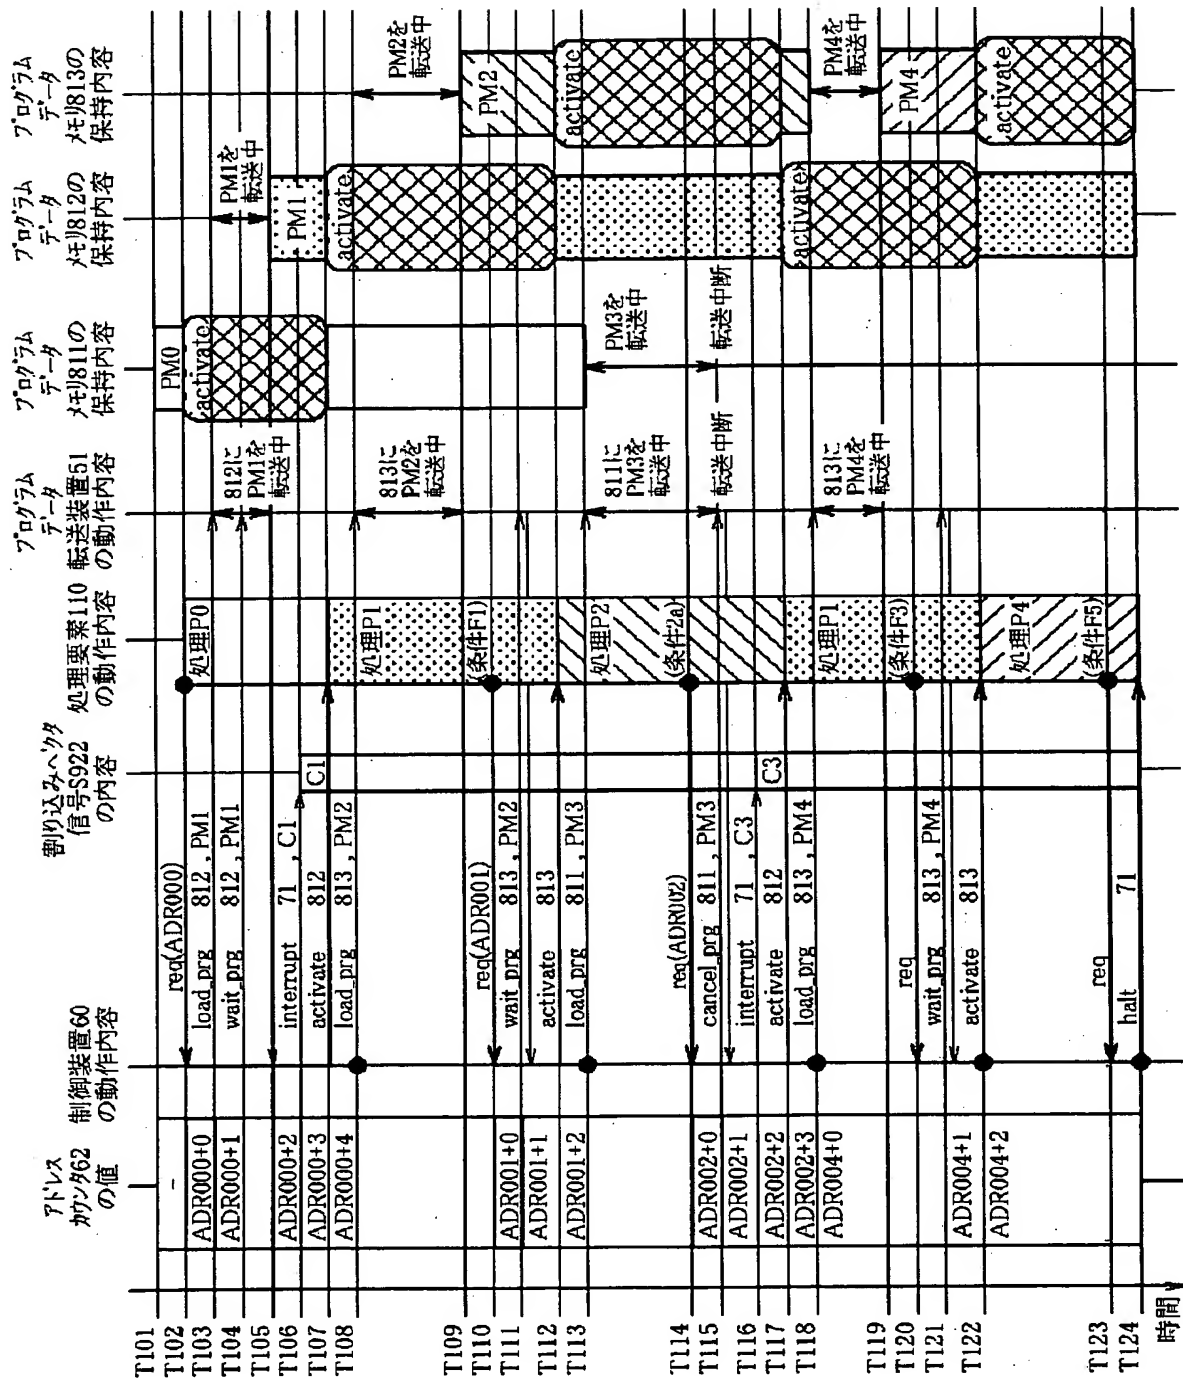 アドレス
カウンタ62
の値
制御装置60
の動作内容
割り込みベクタ
信号S922
の内容
処理要素110
の動作内容
プログラム
データ
転送装置51
の動作内容
プログラム
データ
メモリ811の
保持内容
プログラム
データ
メモリ812の
保持内容
プログラム
データ
メモリ813の
保持内容
T101
T102
T103
T104
T105
T106
T107
T108
T109
T110
T111
T112
T113
T114
T115
T116
T117
T118
T119
T120
T121
T122
T123
T124
時間
-
ADR000+0
ADR000+1
ADR000+2
ADR000+3
ADR000+4
ADR001+0
ADR001+1
ADR001+2
ADR002+0
ADR002+1
ADR002+2
ADR002+3
ADR004+0
ADR004+1
ADR004+2
req(ADR000)
load_prg 812 , PM1
wait_prg 812 , PM1
interrupt 71 , C1
activate 812
load_prg 813 , PM2
req(ADR001)
wait_prg 813 , PM2
activate 813
load_prg 811 , PM3
req(ADR002)
cancel_prg 811 , PM3
interrupt 71 , C3
activate 812
load_prg 813 , PM4
req
wait_prg 813 , PM4
activate 813
req
halt 71
C1
C3
処理P0
処理P1
(条件F1)
処理P2
(条件2a)
処理P1
(条件F3)
処理P4
(条件F5)
812に
PM1を
転送中
813に
PM2を
転送中
811に
PM3を
転送中
転送中断
813に
PM4を
転送中
PM0
activate
PM3を
転送中
転送中断
PM1を
転送中
PM1
activate
activate
PM2を
転送中
PM2
activate
PM4を
転送中
PM4
activate